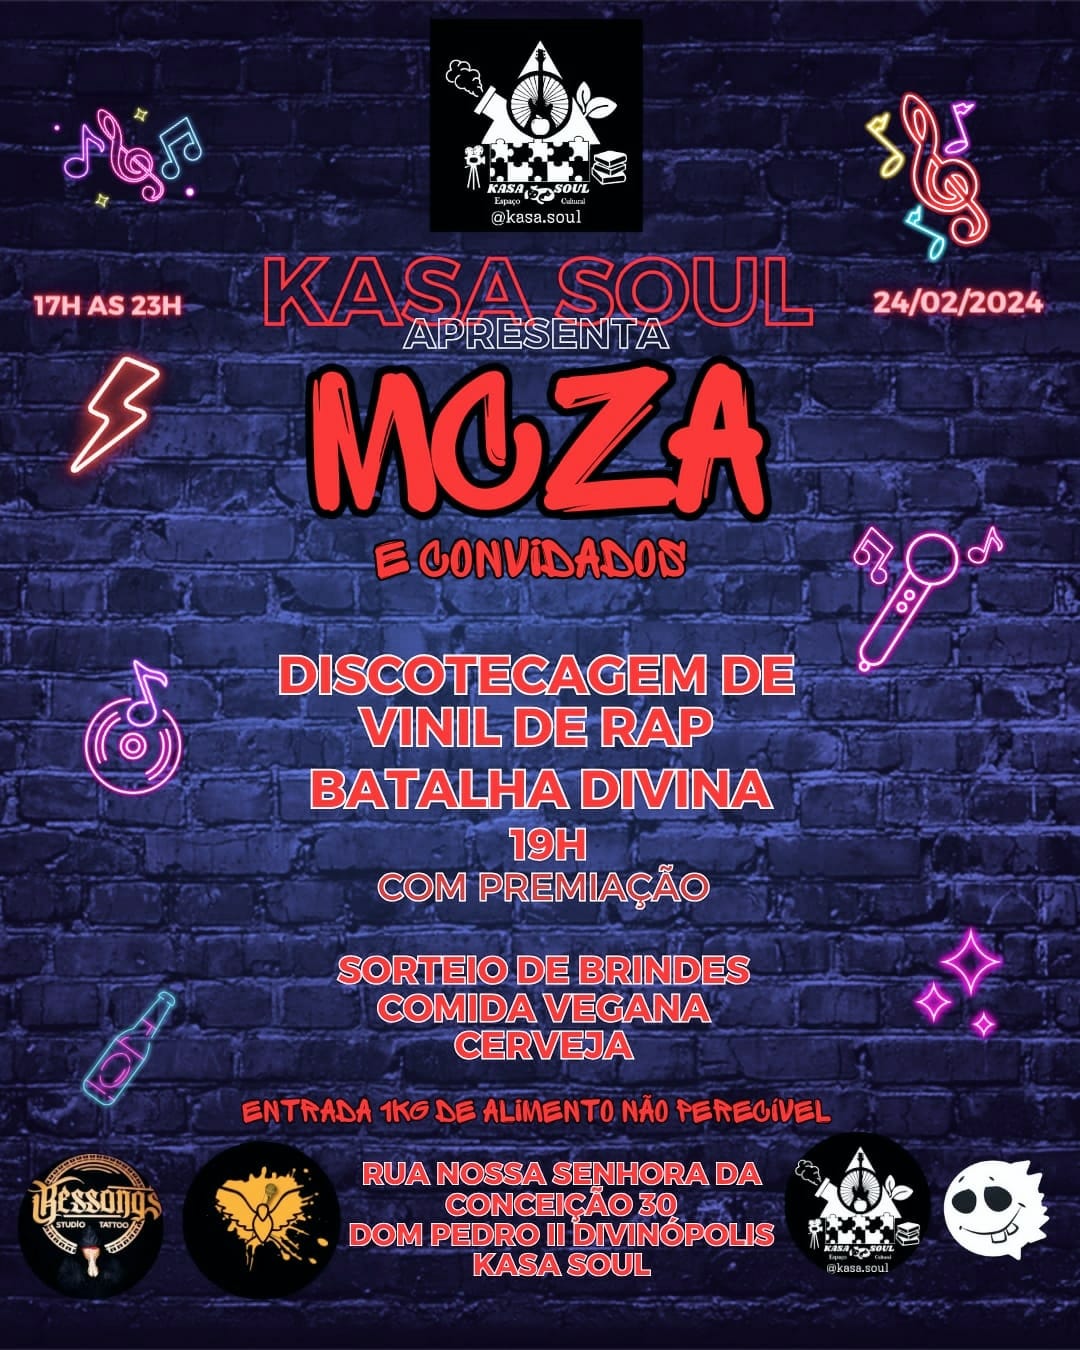 KASA SOUL
Espaço Cultural
@kasa.soul
17H AS 23H
KASA SOUL
24/02/2024
APRESENTA
MCZA
E CONVIDADOS
DISCOTECAGEM DE
VINIL DE RAP
BATALHA DIVINA
19H
COM PREMIAÇÃO
SORTEIO DE BRINDES
COMIDA VEGANA
CERVEJA
ENTRADA 1KG DE ALIMENTO NÃO PERECÍVEL
Bessongs
STUDIO TATTOO
RUA NOSSA SENHORA DA
CONCEIÇÃO 30
DOM PEDRO II DIVINÓPOLIS
KASA SOUL
KASA SOUL
Espaço Cultural
@kasa.soul